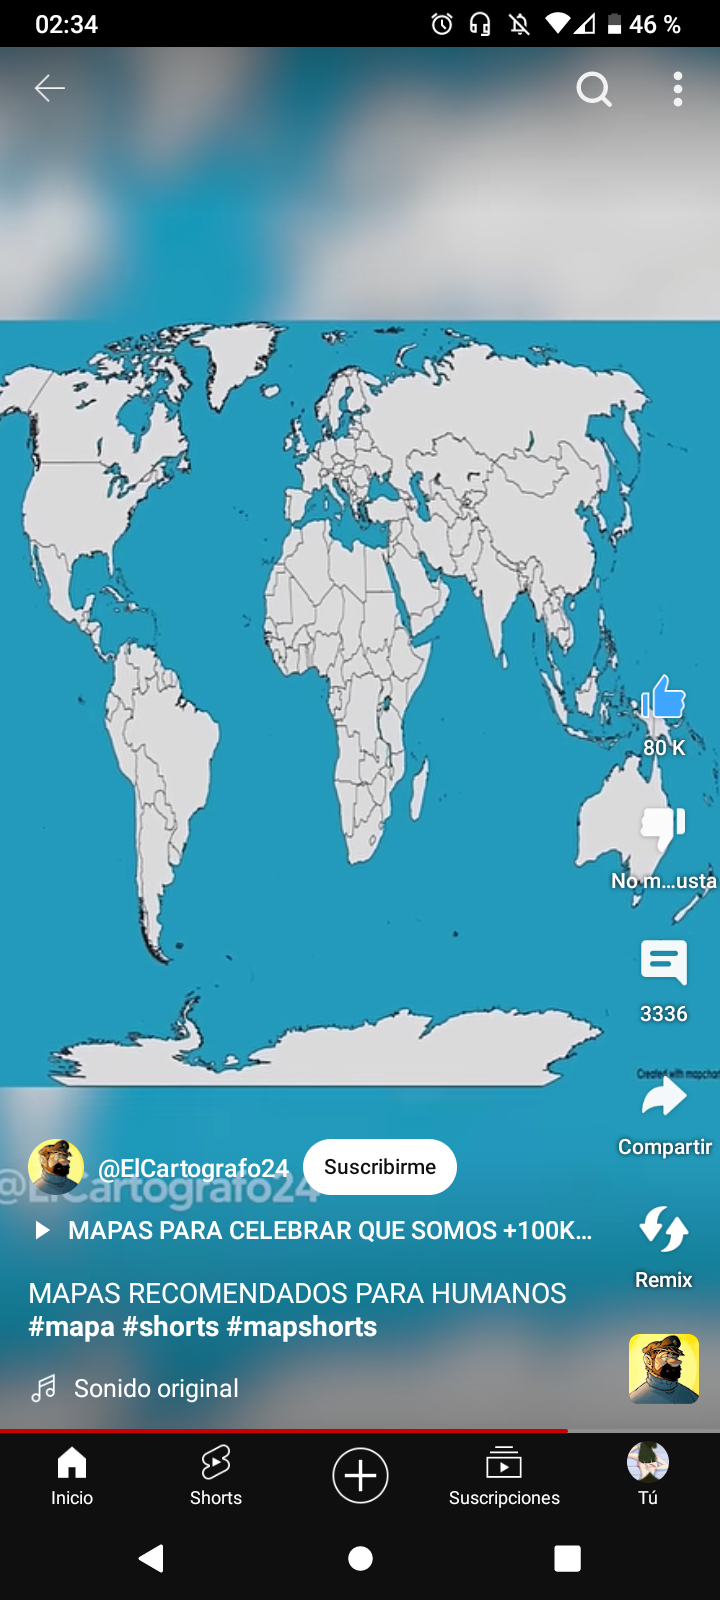 02:34
46 %
80 K
No m...usta
3336
Created with mapchar
Compartir
@ElCartografo24
Suscribirme
@ElCartografo24
MAPAS PARA CELEBRAR QUE SOMOS +100K...
Remix
MAPAS RECOMENDADOS PARA HUMANOS
#mapa #shorts #mapshorts
Sonido original
Inicio
Shorts
Suscripciones
Tú